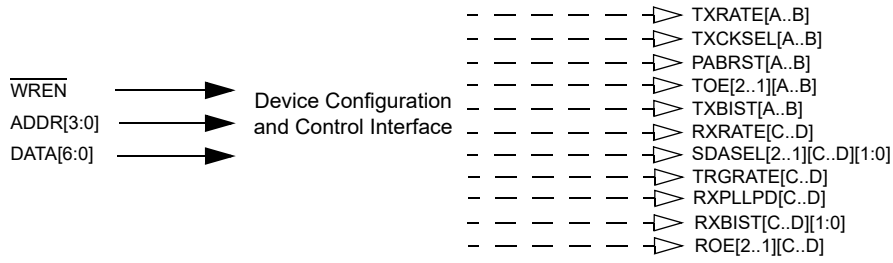 WREN
ADDR[3:0]
DATA[6:0]
Device Configuration
and Control Interface
TXRATE[A..B]
TXCKSEL[A..B]
PABRST[A..B]
TOE[2..1][A..B]
TXBIST[A..B]
RXRATE[C..D]
SDASEL[2..1][C..D][1:0]
TRGRATE[C..D]
RXPLLPD[C..D]
RXBIST[C..D][1:0]
ROE[2..1][C..D]